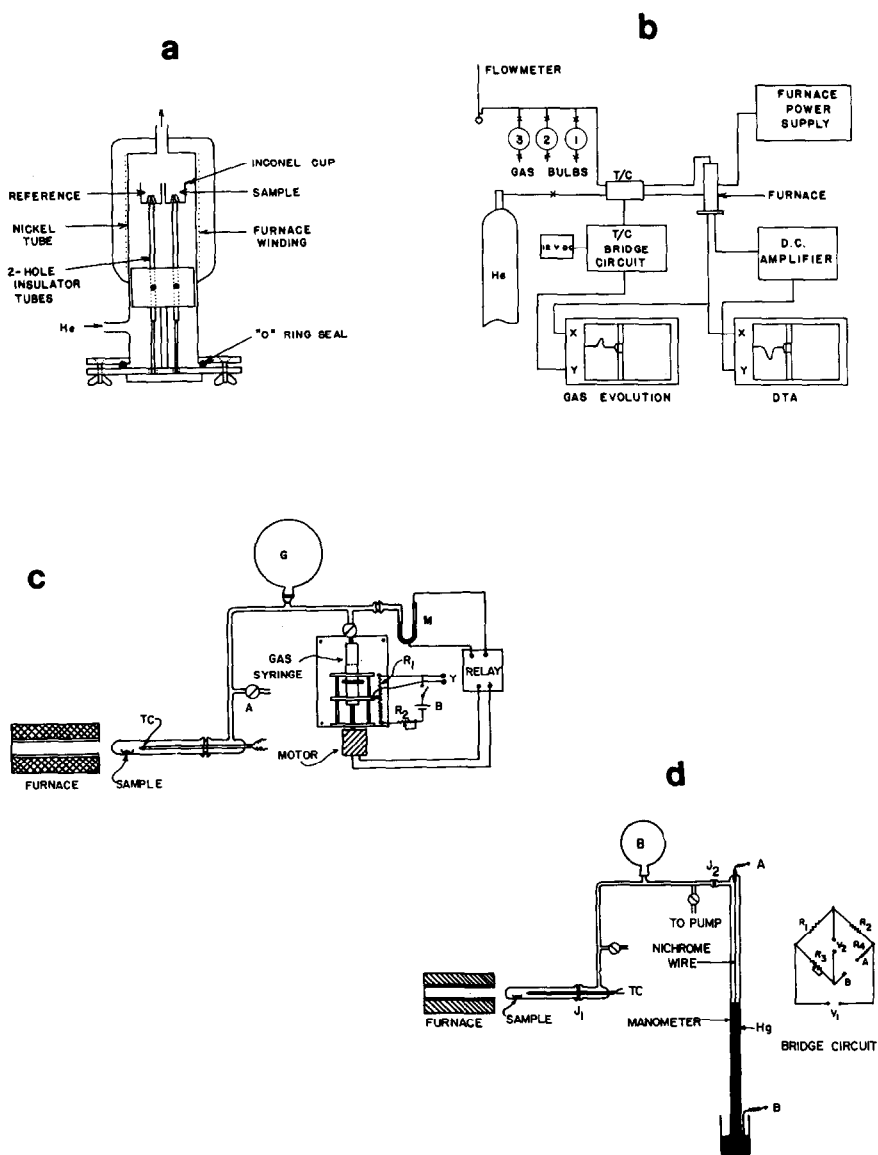 a
REFERENCE
NICKEL
TUBE
2-HOLE
INSULATOR
TUBES
He
INCONEL CUP
SAMPLE
FURNACE
WINDING
"O" RING SEAL
b
FLOWMETER
3
2
1
GAS BULBS
T/C
FURNACE
POWER
SUPPLY
FURNACE
He
12 V DC
T/C
BRIDGE
CIRCUIT
D.C.
AMPLIFIER
X
Y
GAS EVOLUTION
X
Y
DTA
c
G
M
GAS
SYRINGE
R1
Y
RELAY
A
B
R2
TC
MOTOR
FURNACE
SAMPLE
d
B
J2
A
TO PUMP
NICHROME
WIRE
TC
J1
FURNACE
SAMPLE
MANOMETER
Hg
B
R1
R2
V2
R4
R3
A
B
V1
BRIDGE CIRCUIT